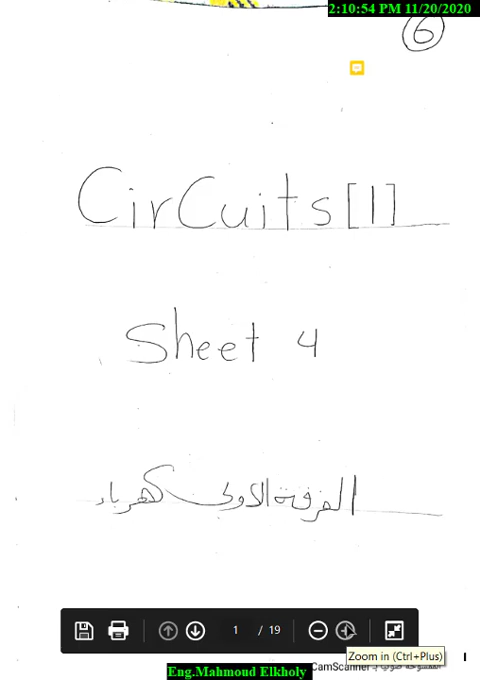 2:10:54 PM 11/20/2020
6
CirCuits [1]
Sheet 4
الفرقة الاولى كهرباء
1 / 19
Zoom in (Ctrl+Plus)
CamScanner
Eng.Mahmoud Elkholy